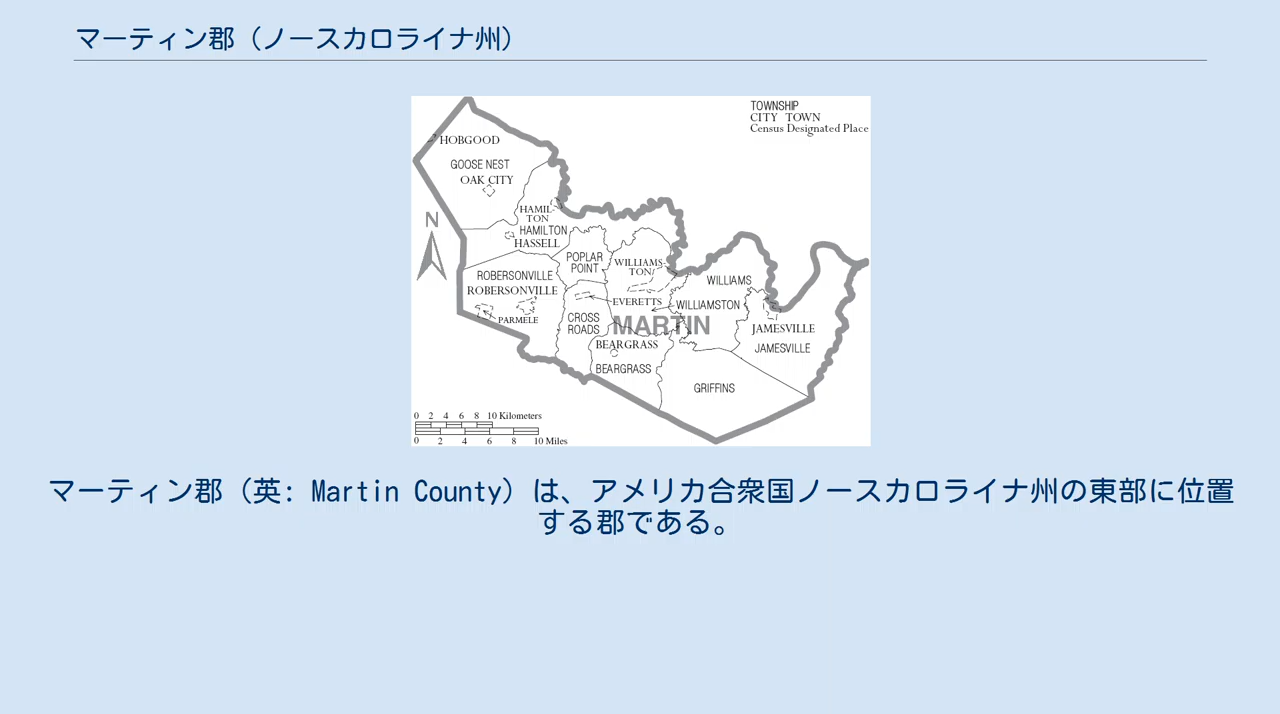 マーティン郡（ノースカロライナ州）
TOWNSHIP
CITY TOWN
Census Designated Place
HOBGOOD
GOOSE NEST
OAK CITY
N
HAMIL-
TON
HAMILTON
HASSELL
POPLAR
POINT
WILLIAMS-
TON
ROBERSONVILLE
ROBERSONVILLE
WILLIAMS
EVERETTS
WILLIAMSTON
PARMELE
CROSS
ROADS
MARTIN
JAMESVILLE
BEARGRASS
JAMESVILLE
BEARGRASS
GRIFFINS
0 2 4 6 8 10 Kilometers
0 2 4 6 8 10 Miles
マーティン郡（英: Martin County）は、アメリカ合衆国ノースカロライナ州の東部に位置
する郡である。